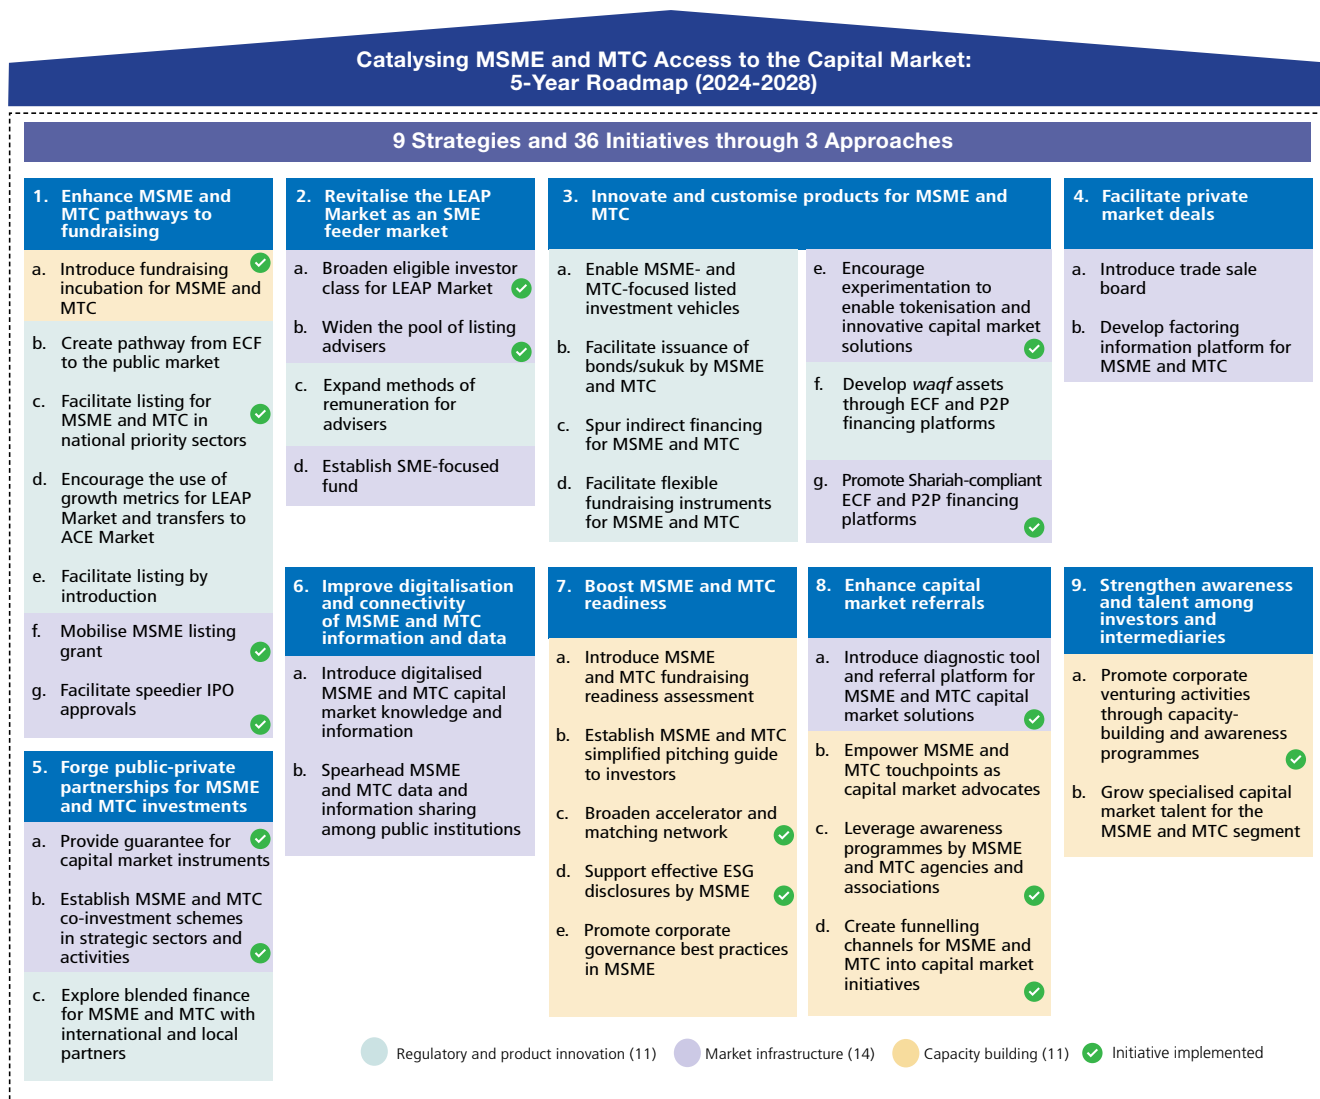 Catalysing MSME and MTC Access to the Capital Market:
5-Year Roadmap (2024-2028)
9 Strategies and 36 Initiatives through 3 Approaches
1. Enhance MSME and
MTC pathways to
fundraising
a. Introduce fundraising
incubation for MSME and
MTC
b. Create pathway from ECF
to the public market
c. Facilitate listing for
MSME and MTC in
national priority sectors
d. Encourage the use of
growth metrics for LEAP
Market and transfers to
ACE Market
e. Facilitate listing by
introduction
f. Mobilise MSME listing
grant
g. Facilitate speedier IPO
approvals
2. Revitalise the LEAP
Market as an SME
feeder market
a. Broaden eligible investor
class for LEAP Market
b. Widen the pool of listing
advisers
c. Expand methods of
remuneration for
advisers
d. Establish SME-focused
fund
3. Innovate and customise products for MSME and
MTC
a. Enable MSME- and
MTC-focused listed
investment vehicles
b. Facilitate issuance of
bonds/sukuk by MSME
and MTC
c. Spur indirect financing
for MSME and MTC
d. Facilitate flexible
fundraising instruments
for MSME and MTC
e. Encourage
experimentation to
enable tokenisation and
innovative capital market
solutions
f. Develop waqf assets
through ECF and P2P
financing platforms
g. Promote Shariah-compliant
ECF and P2P financing
platforms
4. Facilitate private
market deals
a. Introduce trade sale
board
b. Develop factoring
information platform for
MSME and MTC
5. Forge public-private
partnerships for MSME
and MTC investments
a. Provide guarantee for
capital market instruments
b. Establish MSME and MTC
co-investment schemes
in strategic sectors and
activities
c. Explore blended finance
for MSME and MTC with
international and local
partners
6. Improve digitalisation
and connectivity
of MSME and MTC
information and data
a. Introduce digitalised
MSME and MTC capital
market knowledge and
information
b. Spearhead MSME
and MTC data and
information sharing
among public institutions
7. Boost MSME and MTC
readiness
a. Introduce MSME
and MTC fundraising
readiness assessment
b. Establish MSME and MTC
simplified pitching guide
to investors
c. Broaden accelerator and
matching network
d. Support effective ESG
disclosures by MSME
e. Promote corporate
governance best practices
in MSME
8. Enhance capital
market referrals
a. Introduce diagnostic tool
and referral platform for
MSME and MTC capital
market solutions
b. Empower MSME and
MTC touchpoints as
capital market advocates
c. Leverage awareness
programmes by MSME
and MTC agencies and
associations
d. Create funnelling
channels for MSME and
MTC into capital market
initiatives
9. Strengthen awareness
and talent among
investors and
intermediaries
a. Promote corporate
venturing activities
through capacity-
building and awareness
programmes
b. Grow specialised capital
market talent for the
MSME and MTC segment
Regulatory and product innovation (11)
Market infrastructure (14)
Capacity building (11)
Initiative implemented